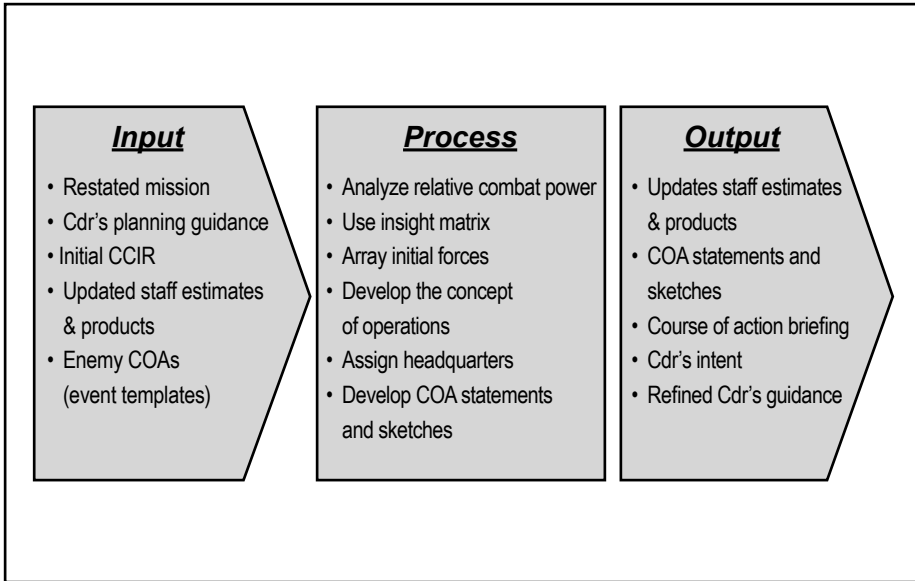 Input
• Restated mission
• Cdr's planning guidance
• Initial CCIR
• Updated staff estimates
& products
• Enemy COAs
(event templates)
Process
• Analyze relative combat power
• Use insight matrix
• Array initial forces
• Develop the concept
of operations
• Assign headquarters
• Develop COA statements
and sketches
Output
• Updates staff estimates
& products
• COA statements and
sketches
• Course of action briefing
• Cdr's intent
• Refined Cdr's guidance